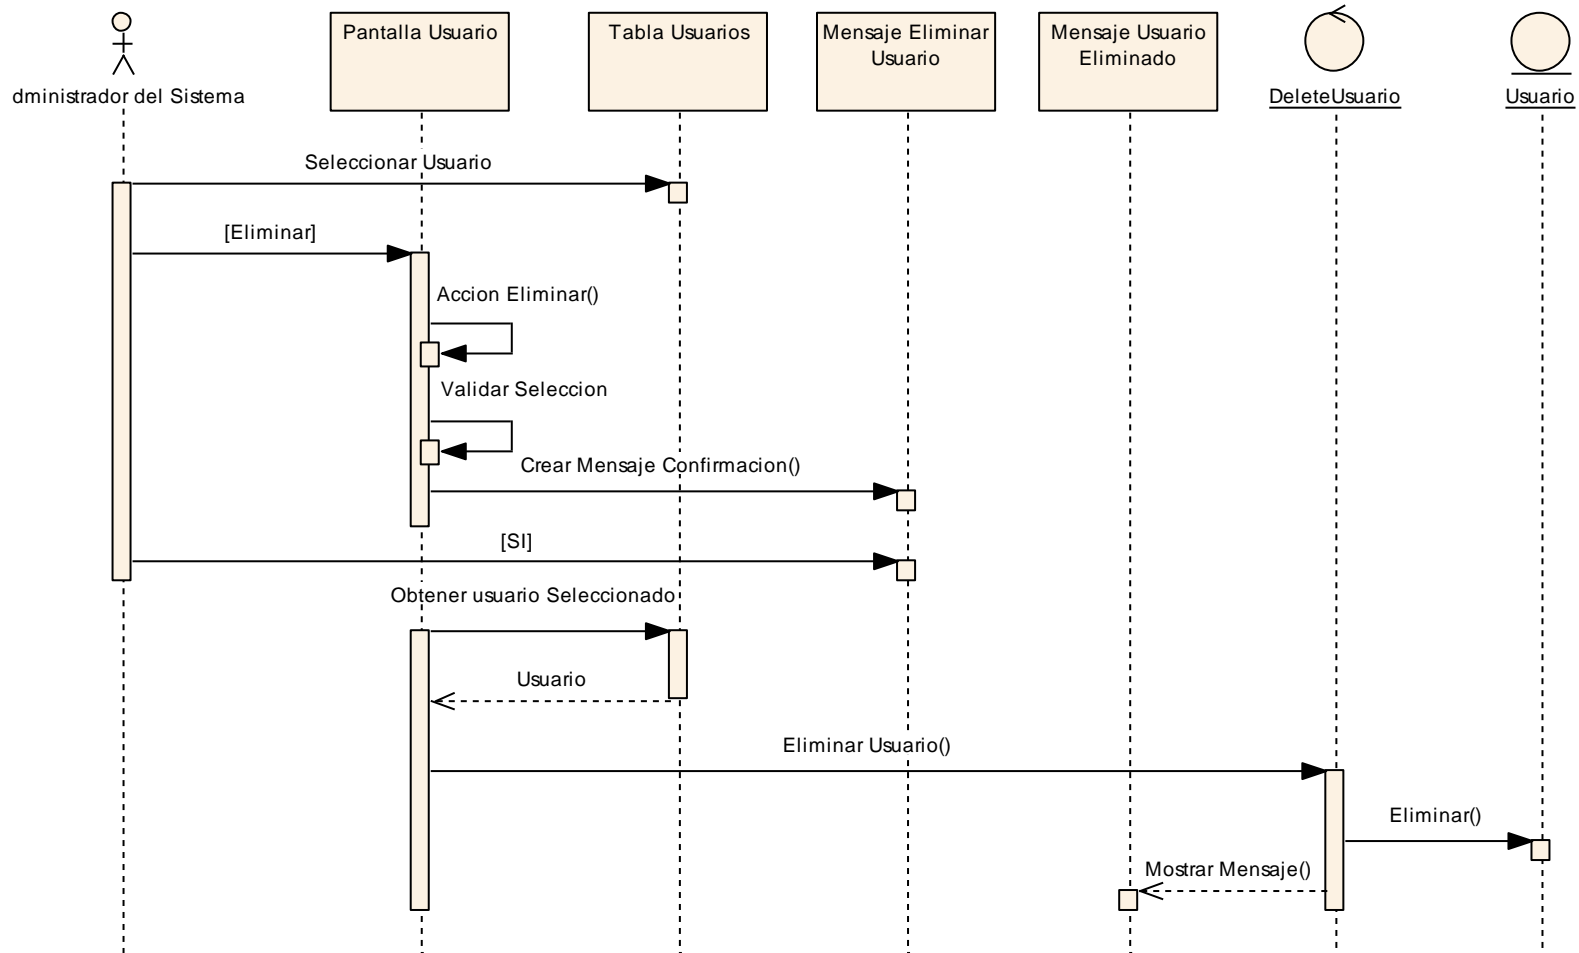 Pantalla Usuario
Tabla Usuarios
Mensaje Eliminar
Usuario
Mensaje Usuario
Eliminado
dministrador del Sistema
DeleteUsuario
Usuario
Seleccionar Usuario
[Eliminar]
Accion Eliminar()
Validar Seleccion
Crear Mensaje Confirmacion()
[SI]
Obtener usuario Seleccionado
Usuario
Eliminar Usuario()
Eliminar()
Mostrar Mensaje()